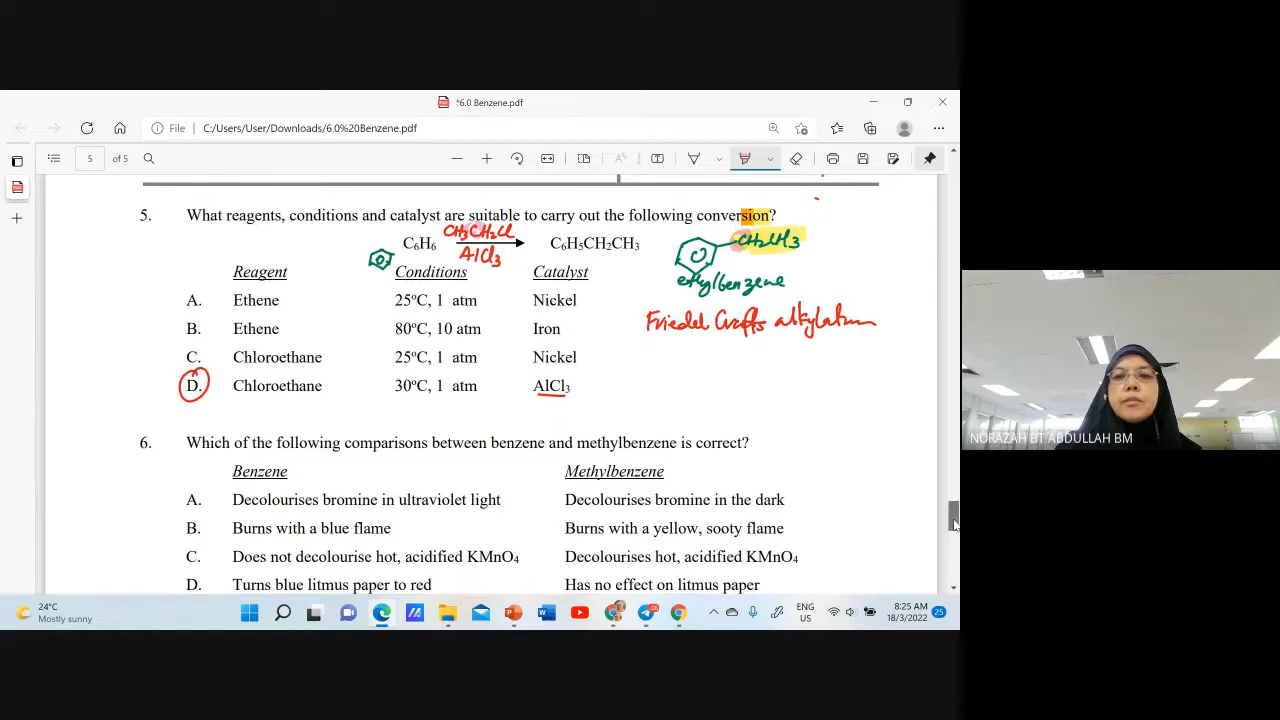 *6.0 Benzene.pdf
File C:/Users/User/Downloads/6.0%20Benzene.pdf
5 of 5
5. What reagents, conditions and catalyst are suitable to carry out the following conversion?
CH3CH2Cl
C6H6 C6H5CH2CH3
AlCl3
CH2CH3
ethylbenzene
Friedel Crafts alkylation
Reagent Conditions Catalyst
A. Ethene 25°C, 1 atm Nickel
B. Ethene 80°C, 10 atm Iron
C. Chloroethane 25°C, 1 atm Nickel
D. Chloroethane 30°C, 1 atm AlCl3
6. Which of the following comparisons between benzene and methylbenzene is correct?
Benzene Methylbenzene
A. Decolourises bromine in ultraviolet light Decolourises bromine in the dark
B. Burns with a blue flame Burns with a yellow, sooty flame
C. Does not decolourise hot, acidified KMnO4 Decolourises hot, acidified KMnO4
D. Turns blue litmus paper to red Has no effect on litmus paper
NORAZAH BT ABDULLAH BM
24°C
Mostly sunny
ENG
US
8:25 AM
18/3/2022
25